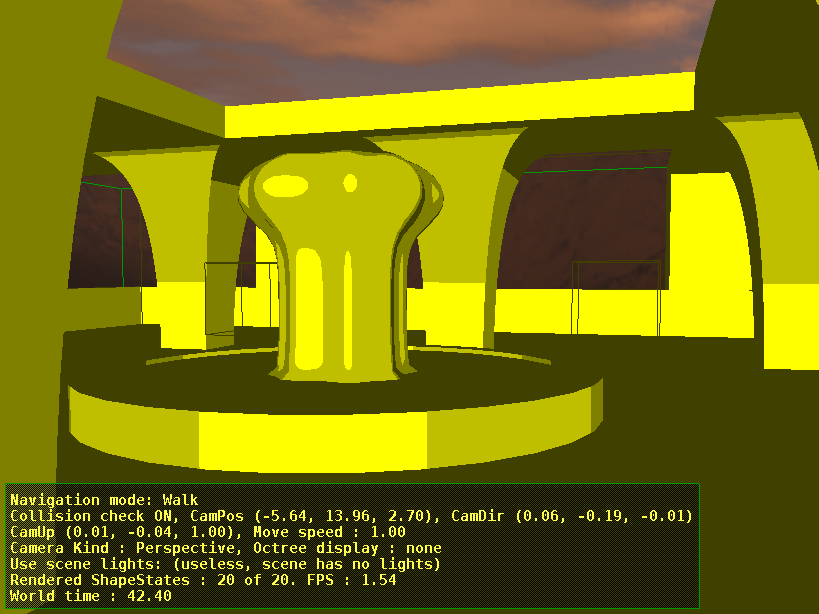 Navigation mode: Walk
Collision check ON, CamPos (-5.64, 13.96, 2.70), CamDir (0.06, -0.19, -0.01)
CamUp (0.01, -0.04, 1.00), Move speed : 1.00
Camera Kind : Perspective, Octree display : none
Use scene lights: (useless, scene has no lights)
Rendered ShapeStates : 20 of 20. FPS : 1.54
World time : 42.40